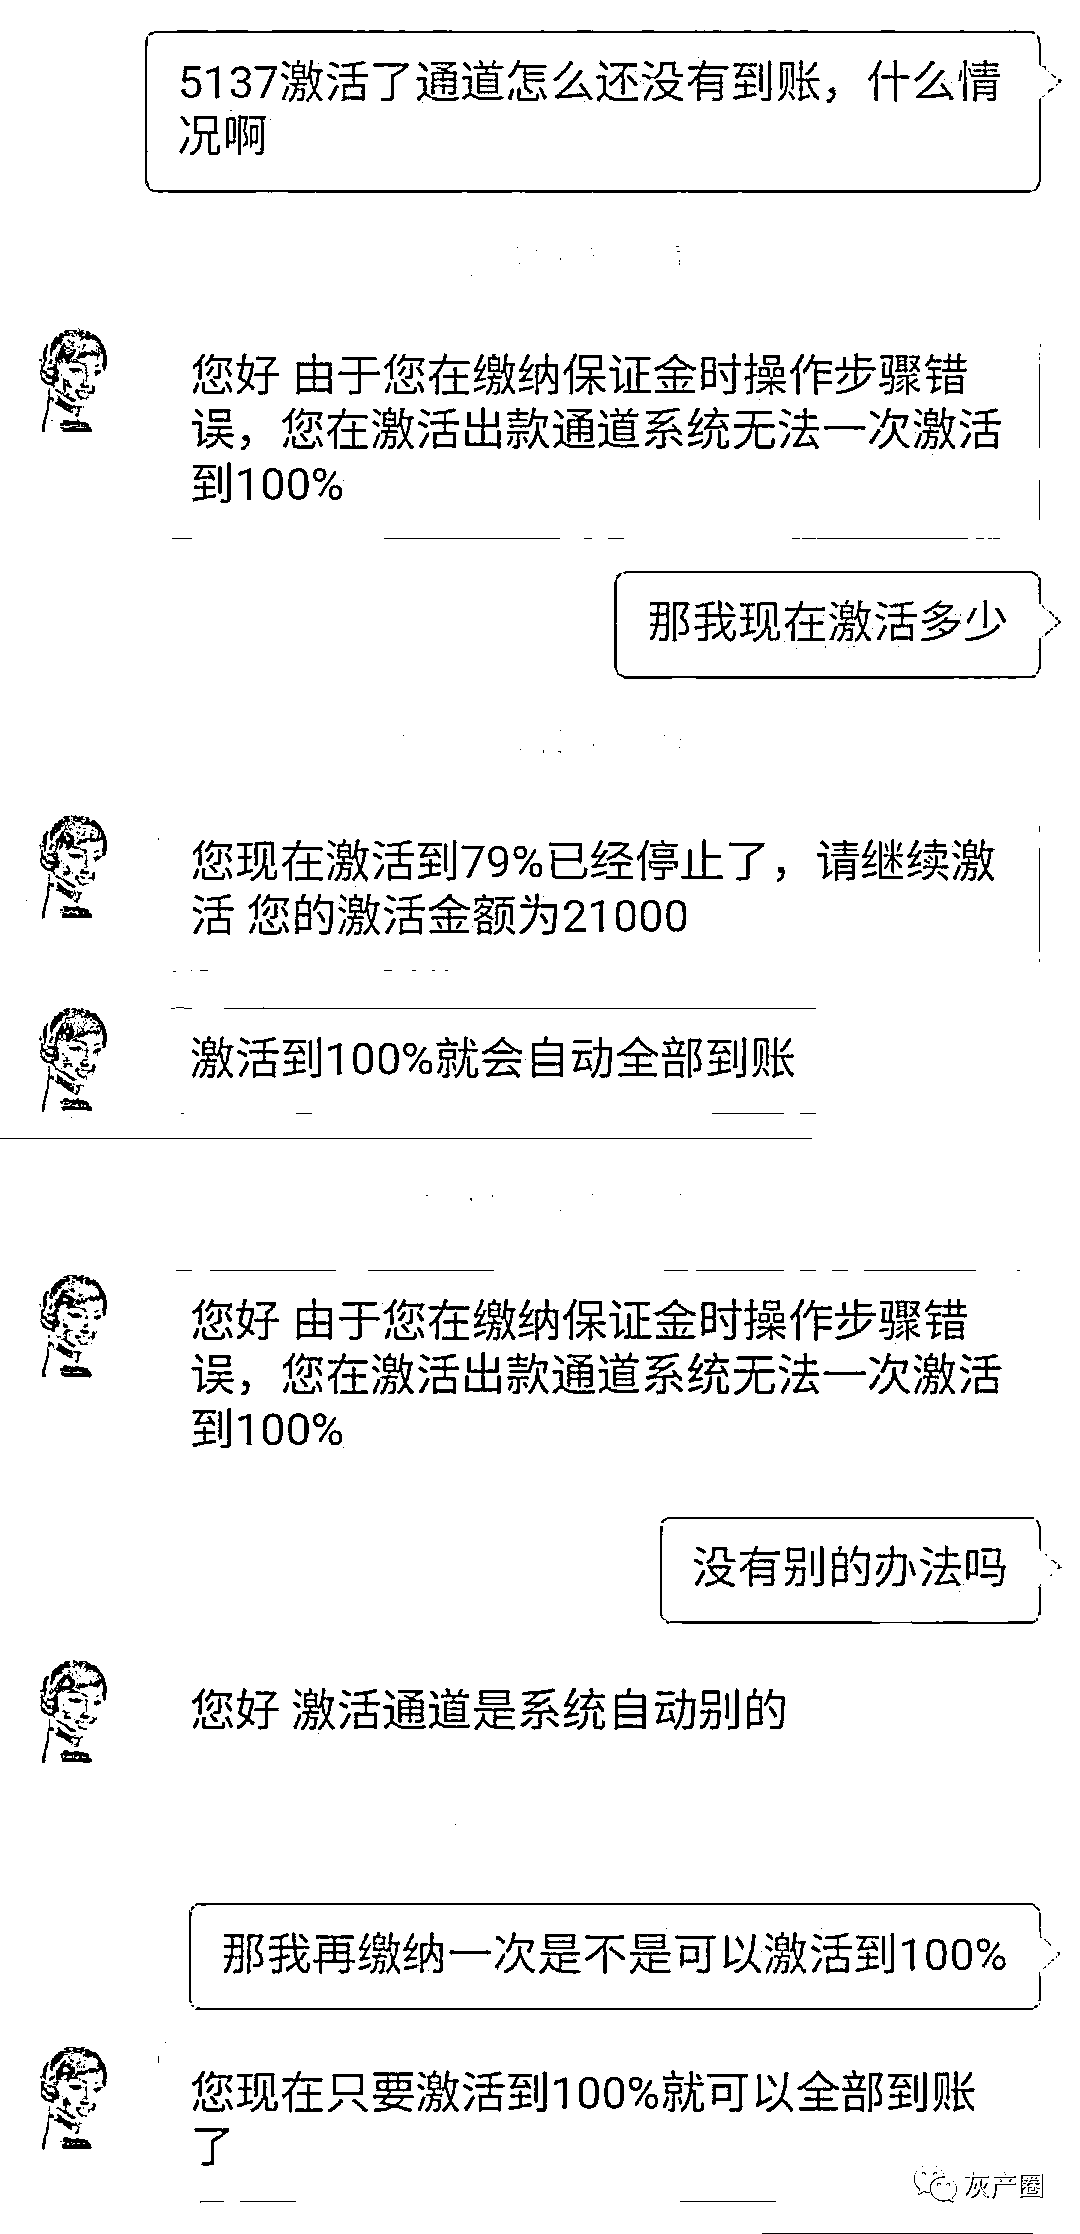 5137激活了通道怎么还没有到账，什么情
况啊
您好 由于您在缴纳保证金时操作步骤错
误，您在激活出款通道系统无法一次激活
到100%
那我现在激活多少
您现在激活到79%已经停止了，请继续激
活 您的激活金额为21000
激活到100%就会自动全部到账
您好 由于您在缴纳保证金时操作步骤错
误，您在激活出款通道系统无法一次激活
到100%
没有别的办法吗
您好 激活通道是系统自动别的
那我再缴纳一次是不是可以激活到100%
您现在只要激活到100%就可以全部到账
了
灰产圈